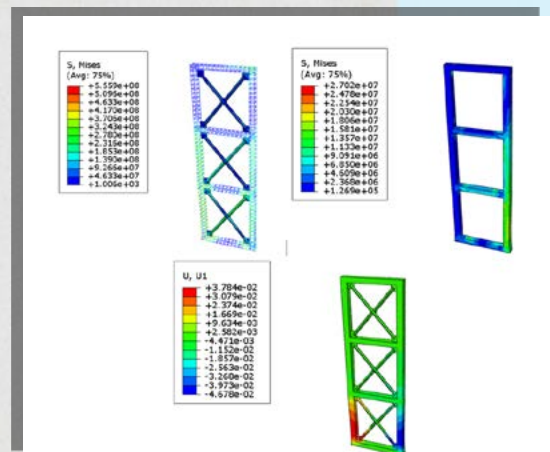 S, Mises
(Avg: 75%)
+5.559e+08
+5.096e+08
+4.633e+08
+4.170e+08
+3.706e+08
+3.243e+08
+2.780e+08
+2.316e+08
+1.853e+08
+1.390e+08
+9.266e+07
+4.633e+07
+1.006e+03
S, Mises
(Avg: 75%)
+2.702e+07
+2.478e+07
+2.254e+07
+2.030e+07
+1.806e+07
+1.581e+07
+1.357e+07
+1.133e+07
+9.091e+06
+6.850e+06
+4.609e+06
+2.368e+06
+1.269e+05
U, U1
+3.784e-02
+3.079e-02
+2.374e-02
+1.669e-02
+9.634e-03
+2.582e-03
-4.471e-03
-1.152e-02
-1.857e-02
-2.563e-02
-3.268e-02
-3.973e-02
-4.678e-02